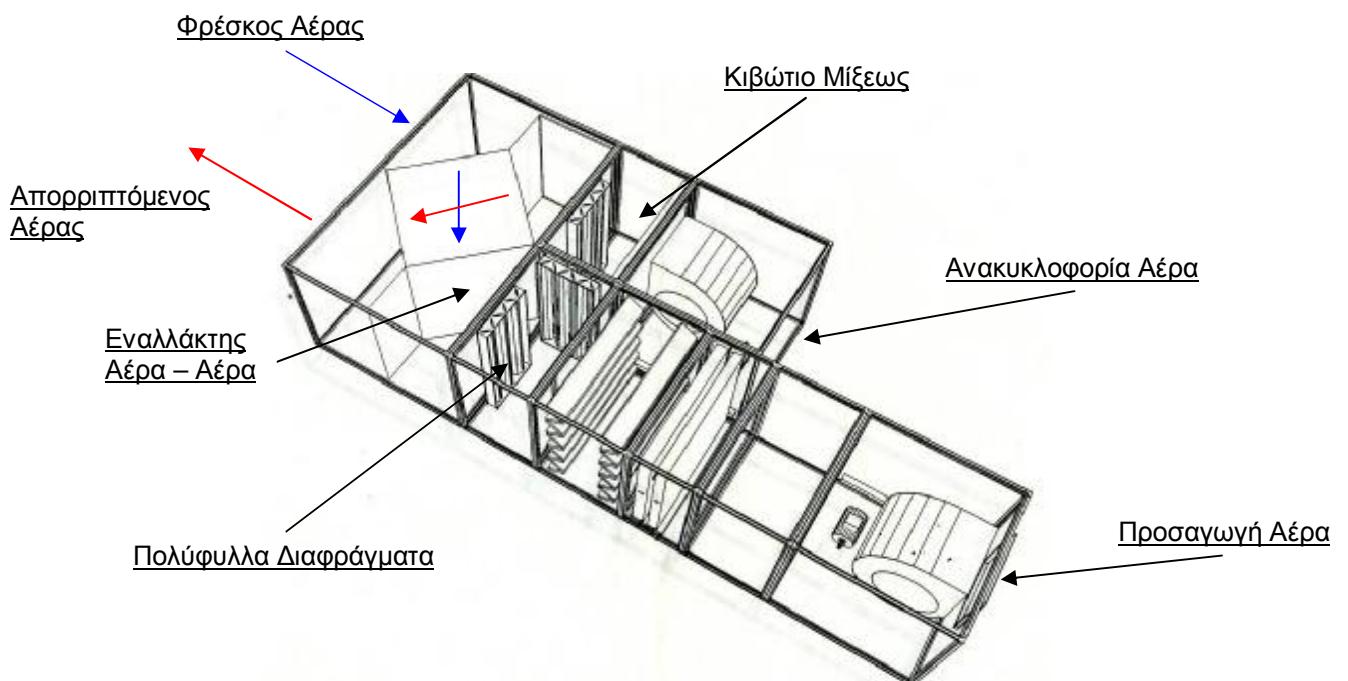 Φρέσκος Αέρας
Κιβώτιο Μίξεως
Απορριπτόμενος
Αέρας
Ανακυκλοφορία Αέρα
Εναλλάκτης
Αέρα – Αέρα
Προσαγωγή Αέρα
Πολύφυλλα Διαφράγματα